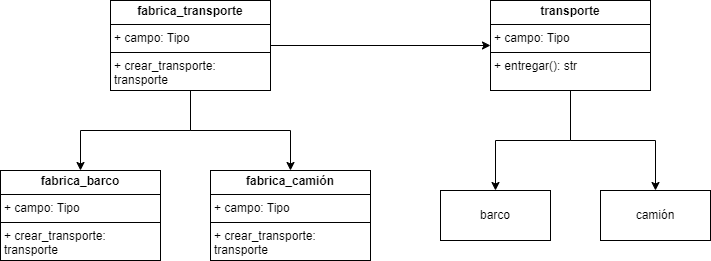 fabrica_transporte
+ campo: Tipo
+ crear_transporte:
transporte
transporte
+ campo: Tipo
+ entregar(): str
fabrica_barco
+ campo: Tipo
+ crear_transporte:
transporte
fabrica_camión
+ campo: Tipo
+ crear_transporte:
transporte
barco
camión